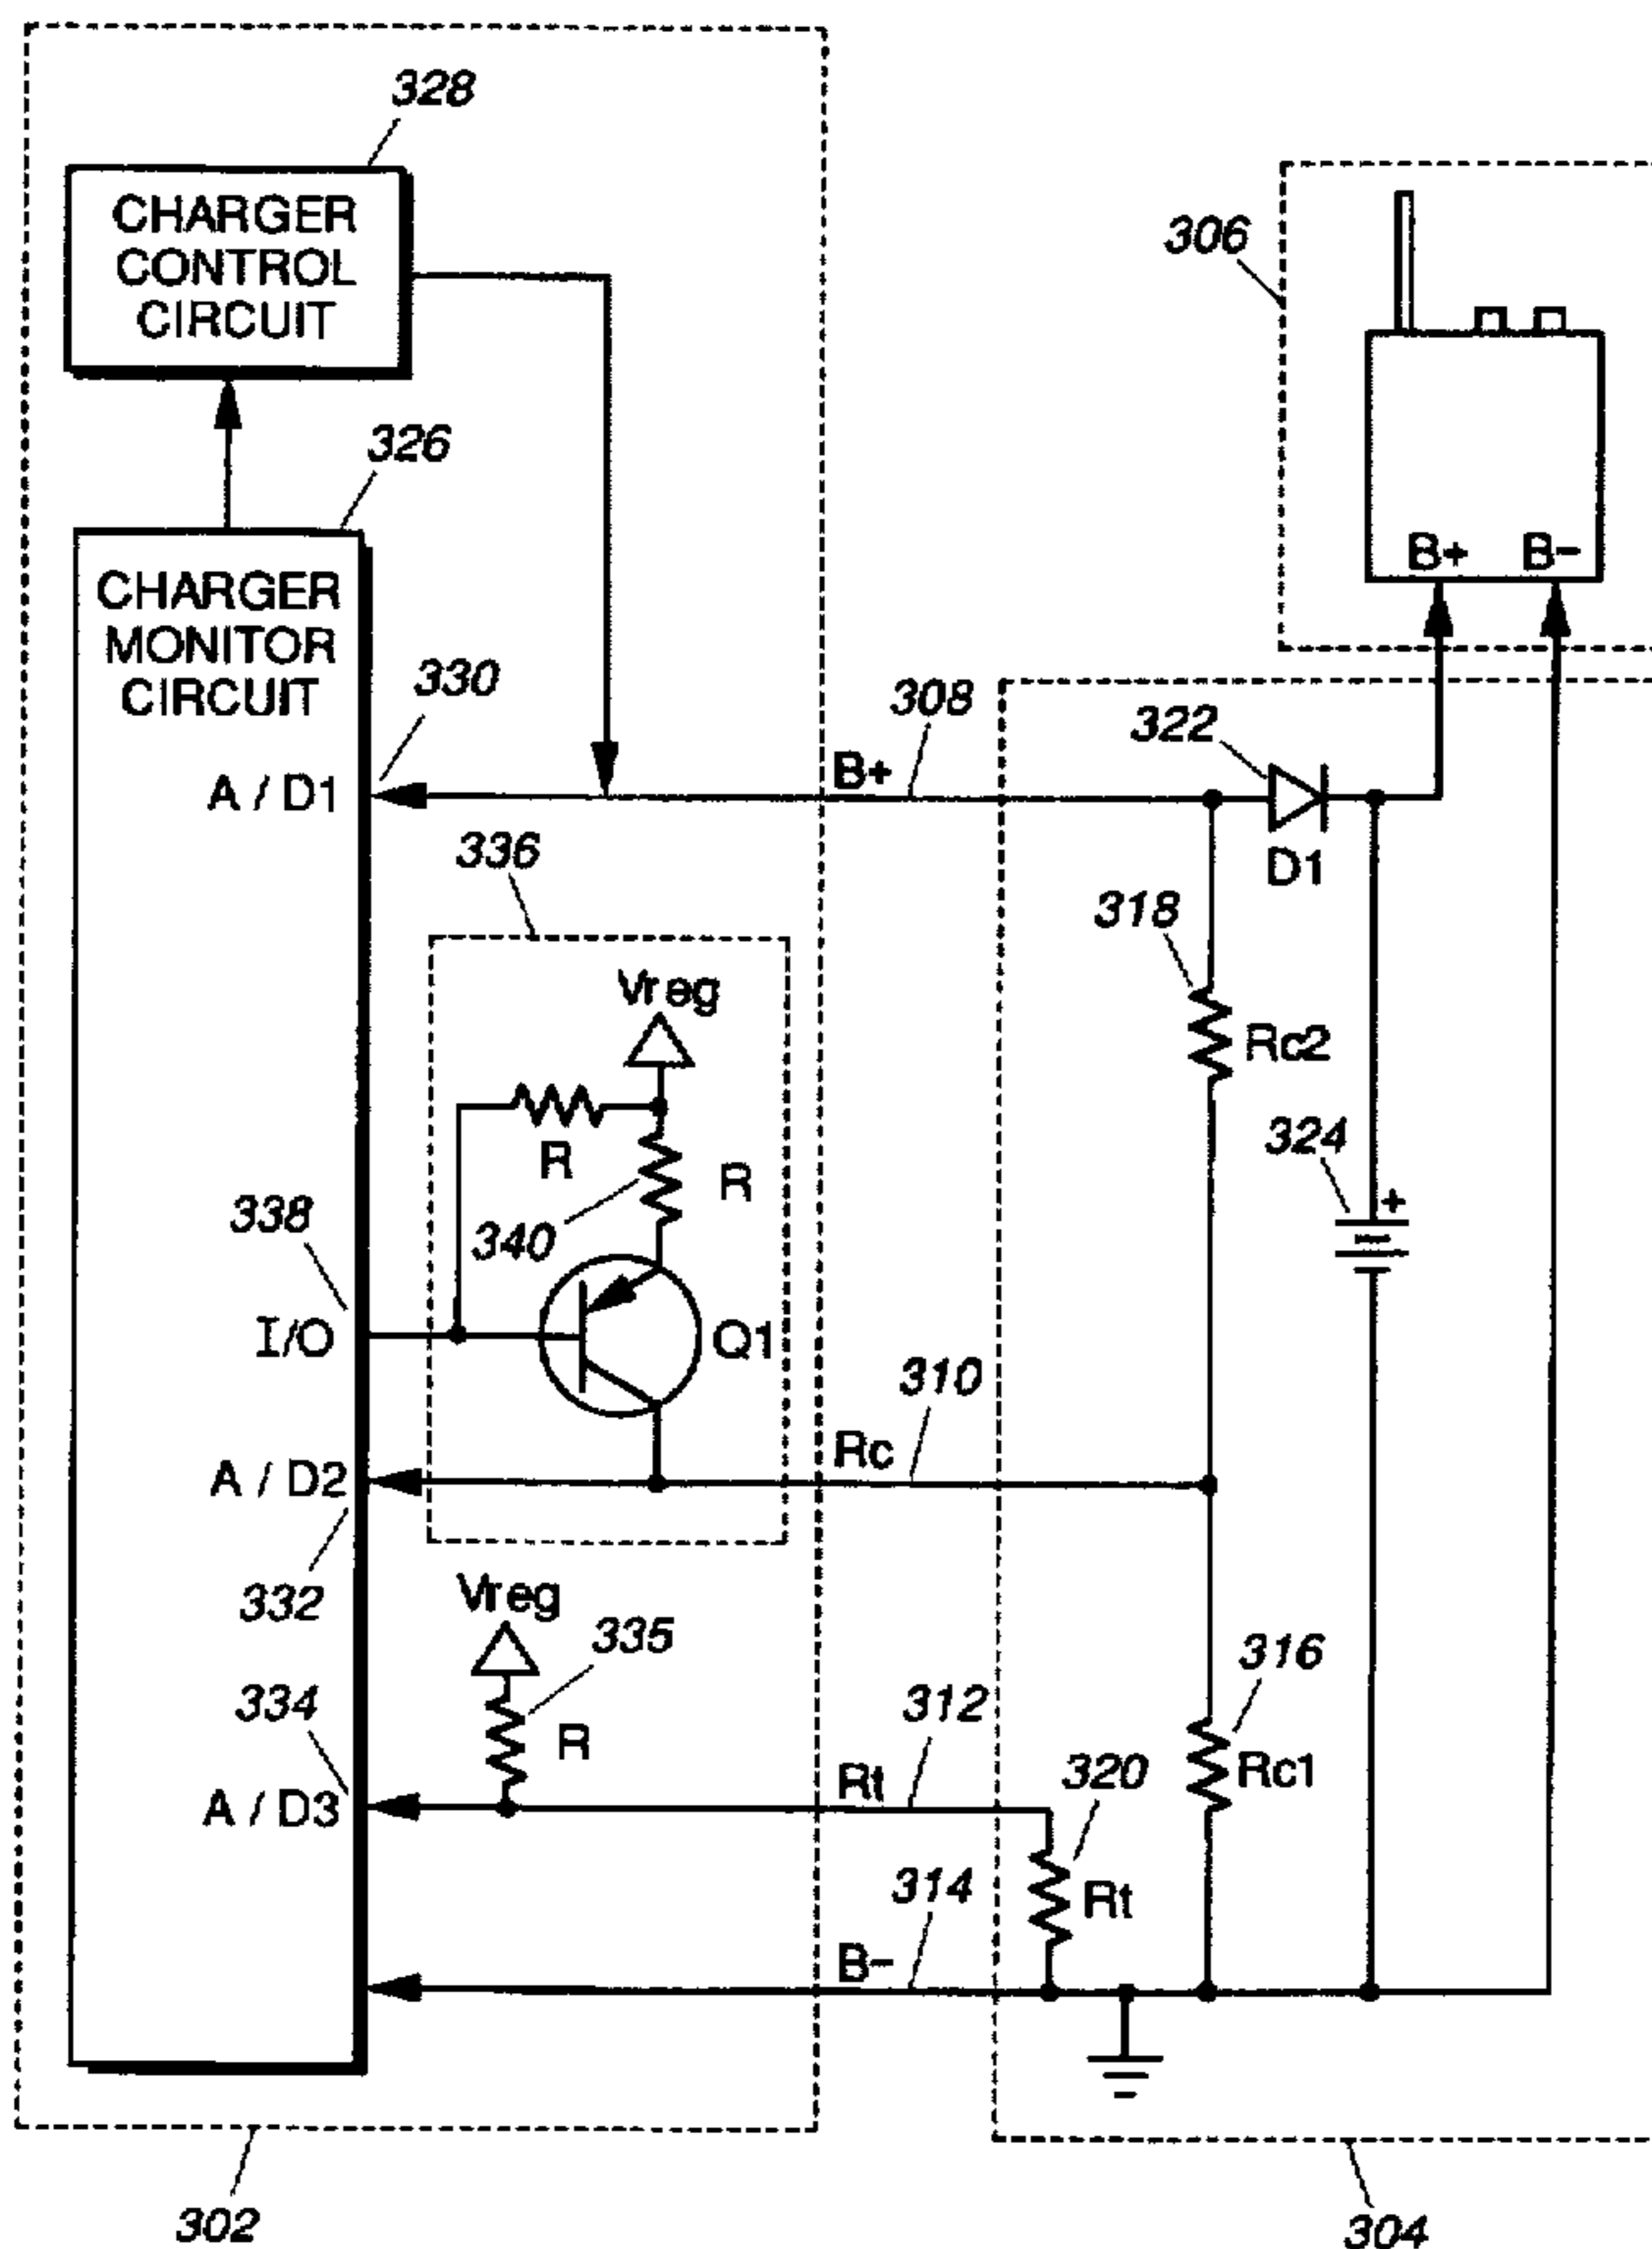 328
CHARGER
CONTROL
CIRCUIT
306
326
CHARGER
MONITOR
CIRCUIT
B+ B-
330
308
322
A / D1
B+
D1
336
318
Vreg
Rc2
R
R
324
+
338
340
I/O
Q1
310
Rc
A / D2
332
Vreg
335
316
334
312
R
320
Rc1
Rt
A / D3
314
Rt
B-
302
304